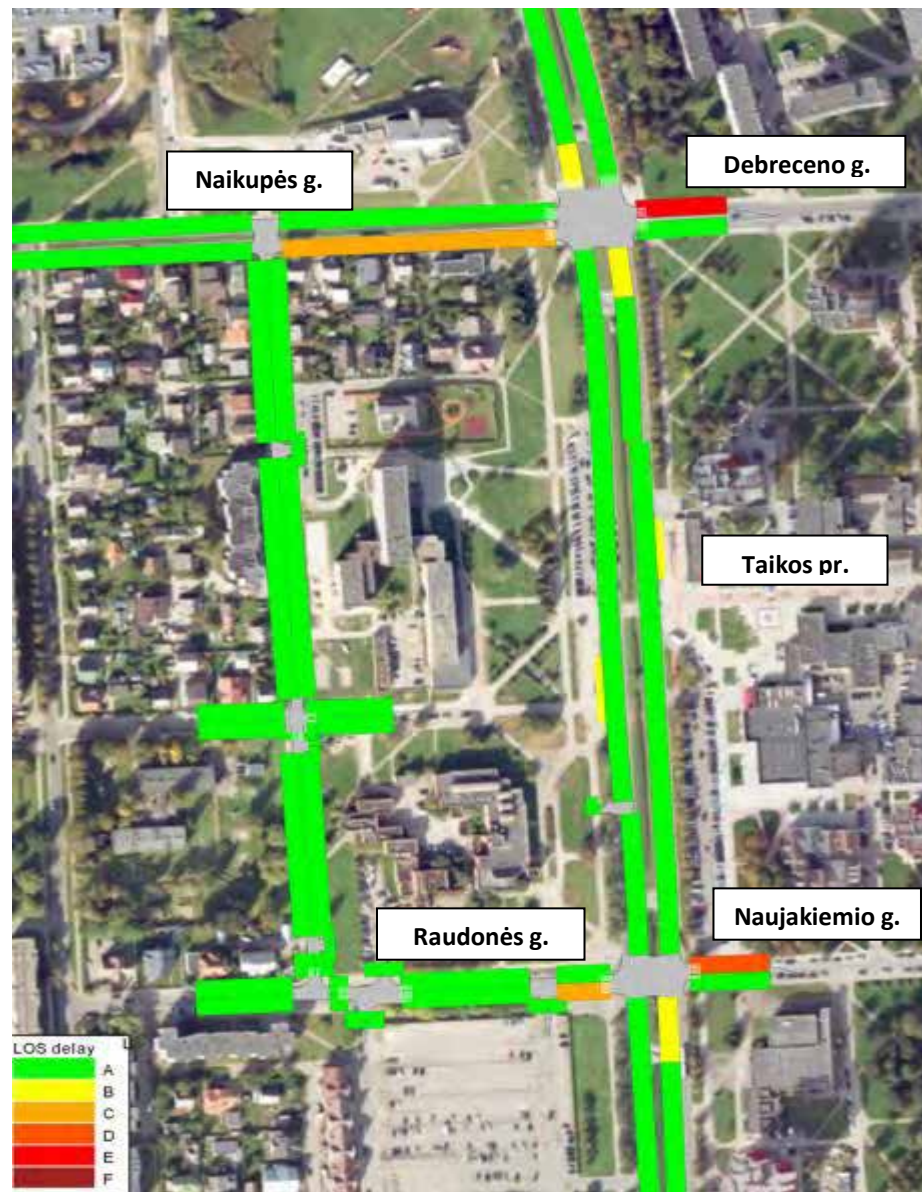 Debreceno g.
Naikupės g.
Taikos pr.
Naujakiemio g.
Raudonės g.
LOS delay
A
B
C
D
E
F